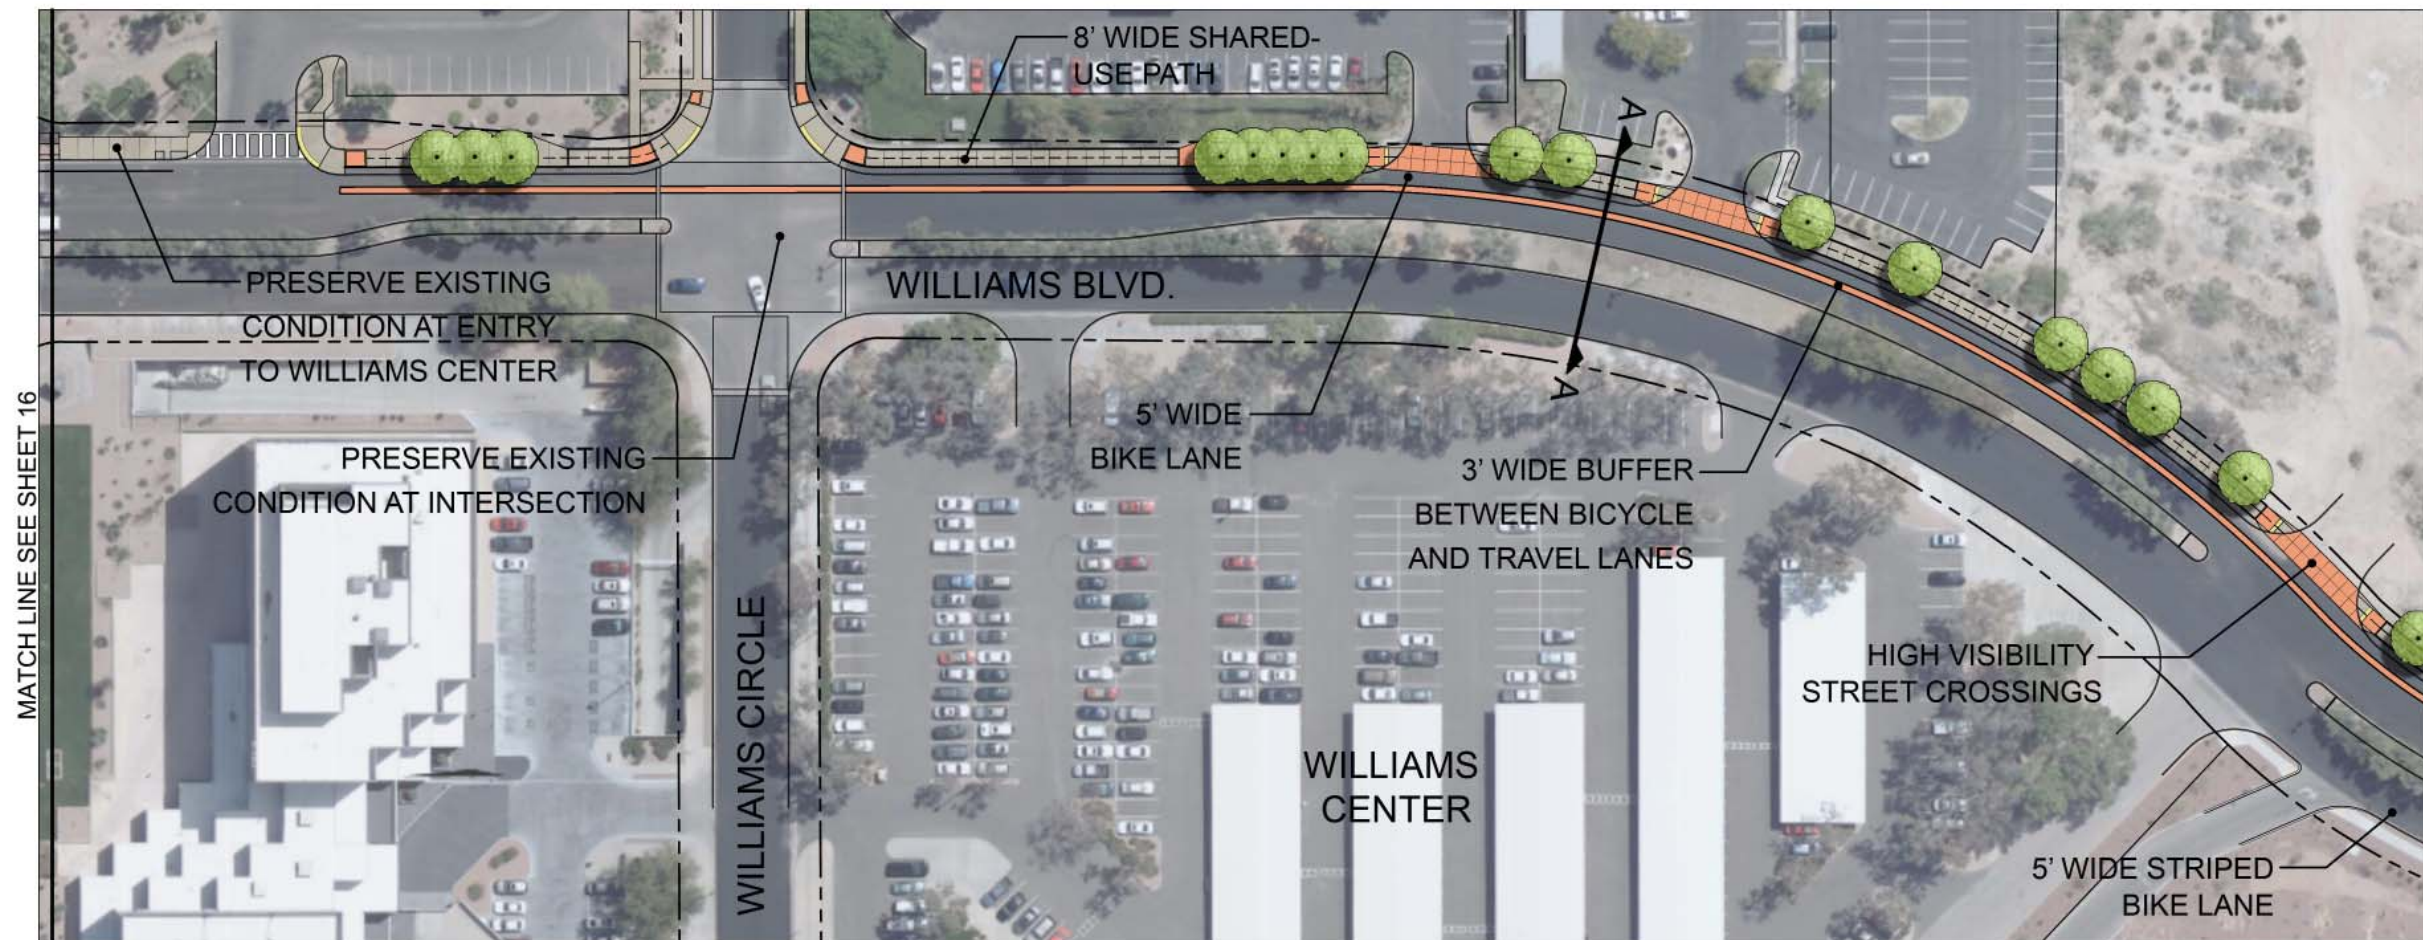 8' WIDE SHARED-
USE PATH
A
PRESERVE EXISTING
CONDITION AT ENTRY
TO WILLIAMS CENTER
WILLIAMS BLVD.
A
5' WIDE
BIKE LANE
PRESERVE EXISTING
CONDITION AT INTERSECTION
3' WIDE BUFFER
BETWEEN BICYCLE
AND TRAVEL LANES
MATCH LINE SEE SHEET 16
WILLIAMS CIRCLE
HIGH VISIBILITY
STREET CROSSINGS
WILLIAMS
CENTER
5' WIDE STRIPED
BIKE LANE